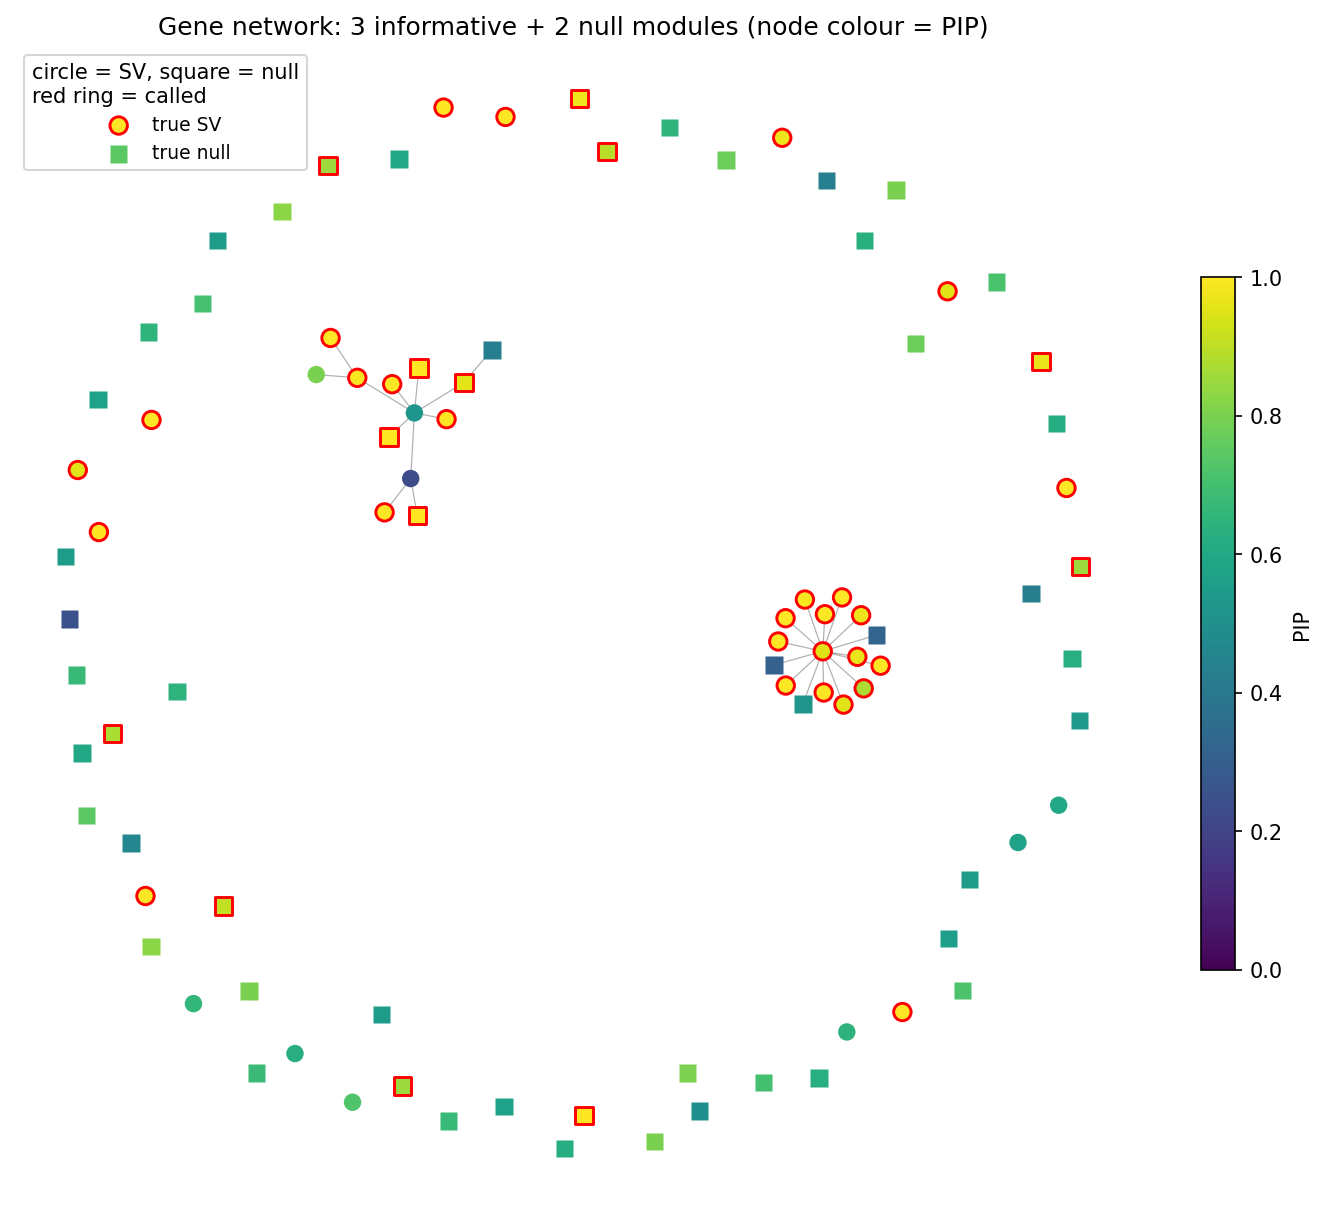 Gene network: 3 informative + 2 null modules (node colour = PIP)
circle = SV, square = null
red ring = called
true SV
true null
1.0
0.8
0.6
0.4
0.2
0.0
PIP